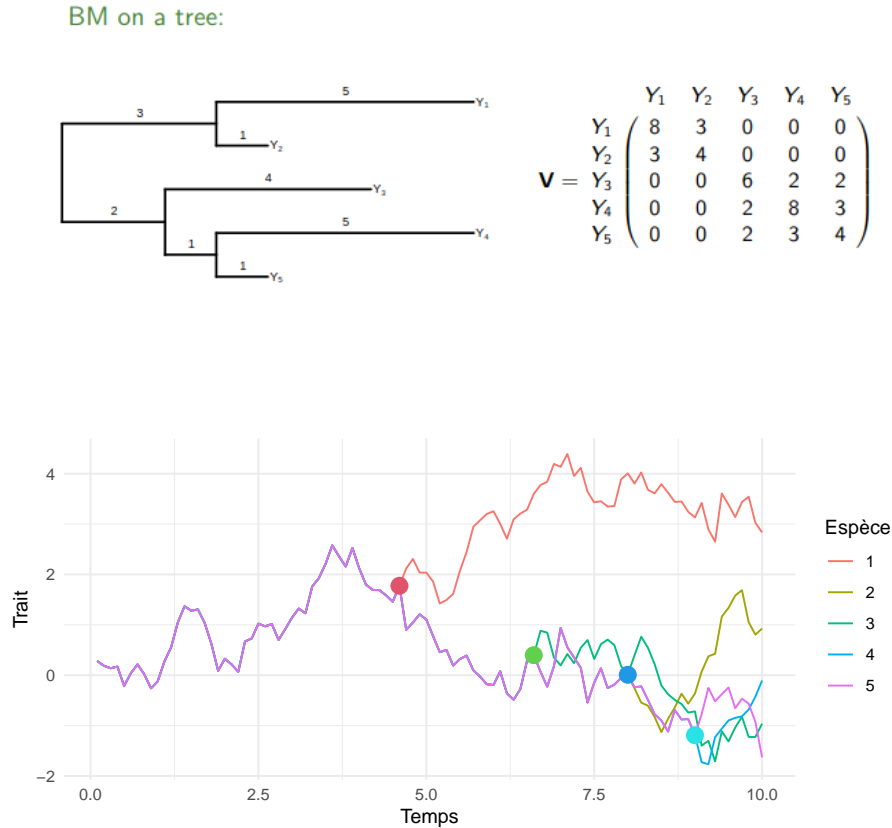 BM on a tree:
5
Y₁
3
1
Y₂
4
Y₃
2
5
Y₄
1
1
Y₅
Y₁ Y₂ Y₃ Y₄ Y₅
Y₁ 8 3 0 0 0
Y₂ 3 4 0 0 0
V = Y₃ 0 0 6 2 2
Y₄ 0 0 2 8 3
Y₅ 0 0 2 3 4
4
2
0
−2
Trait
0.0 2.5 5.0 7.5 10.0
Temps
Espèce
1
2
3
4
5